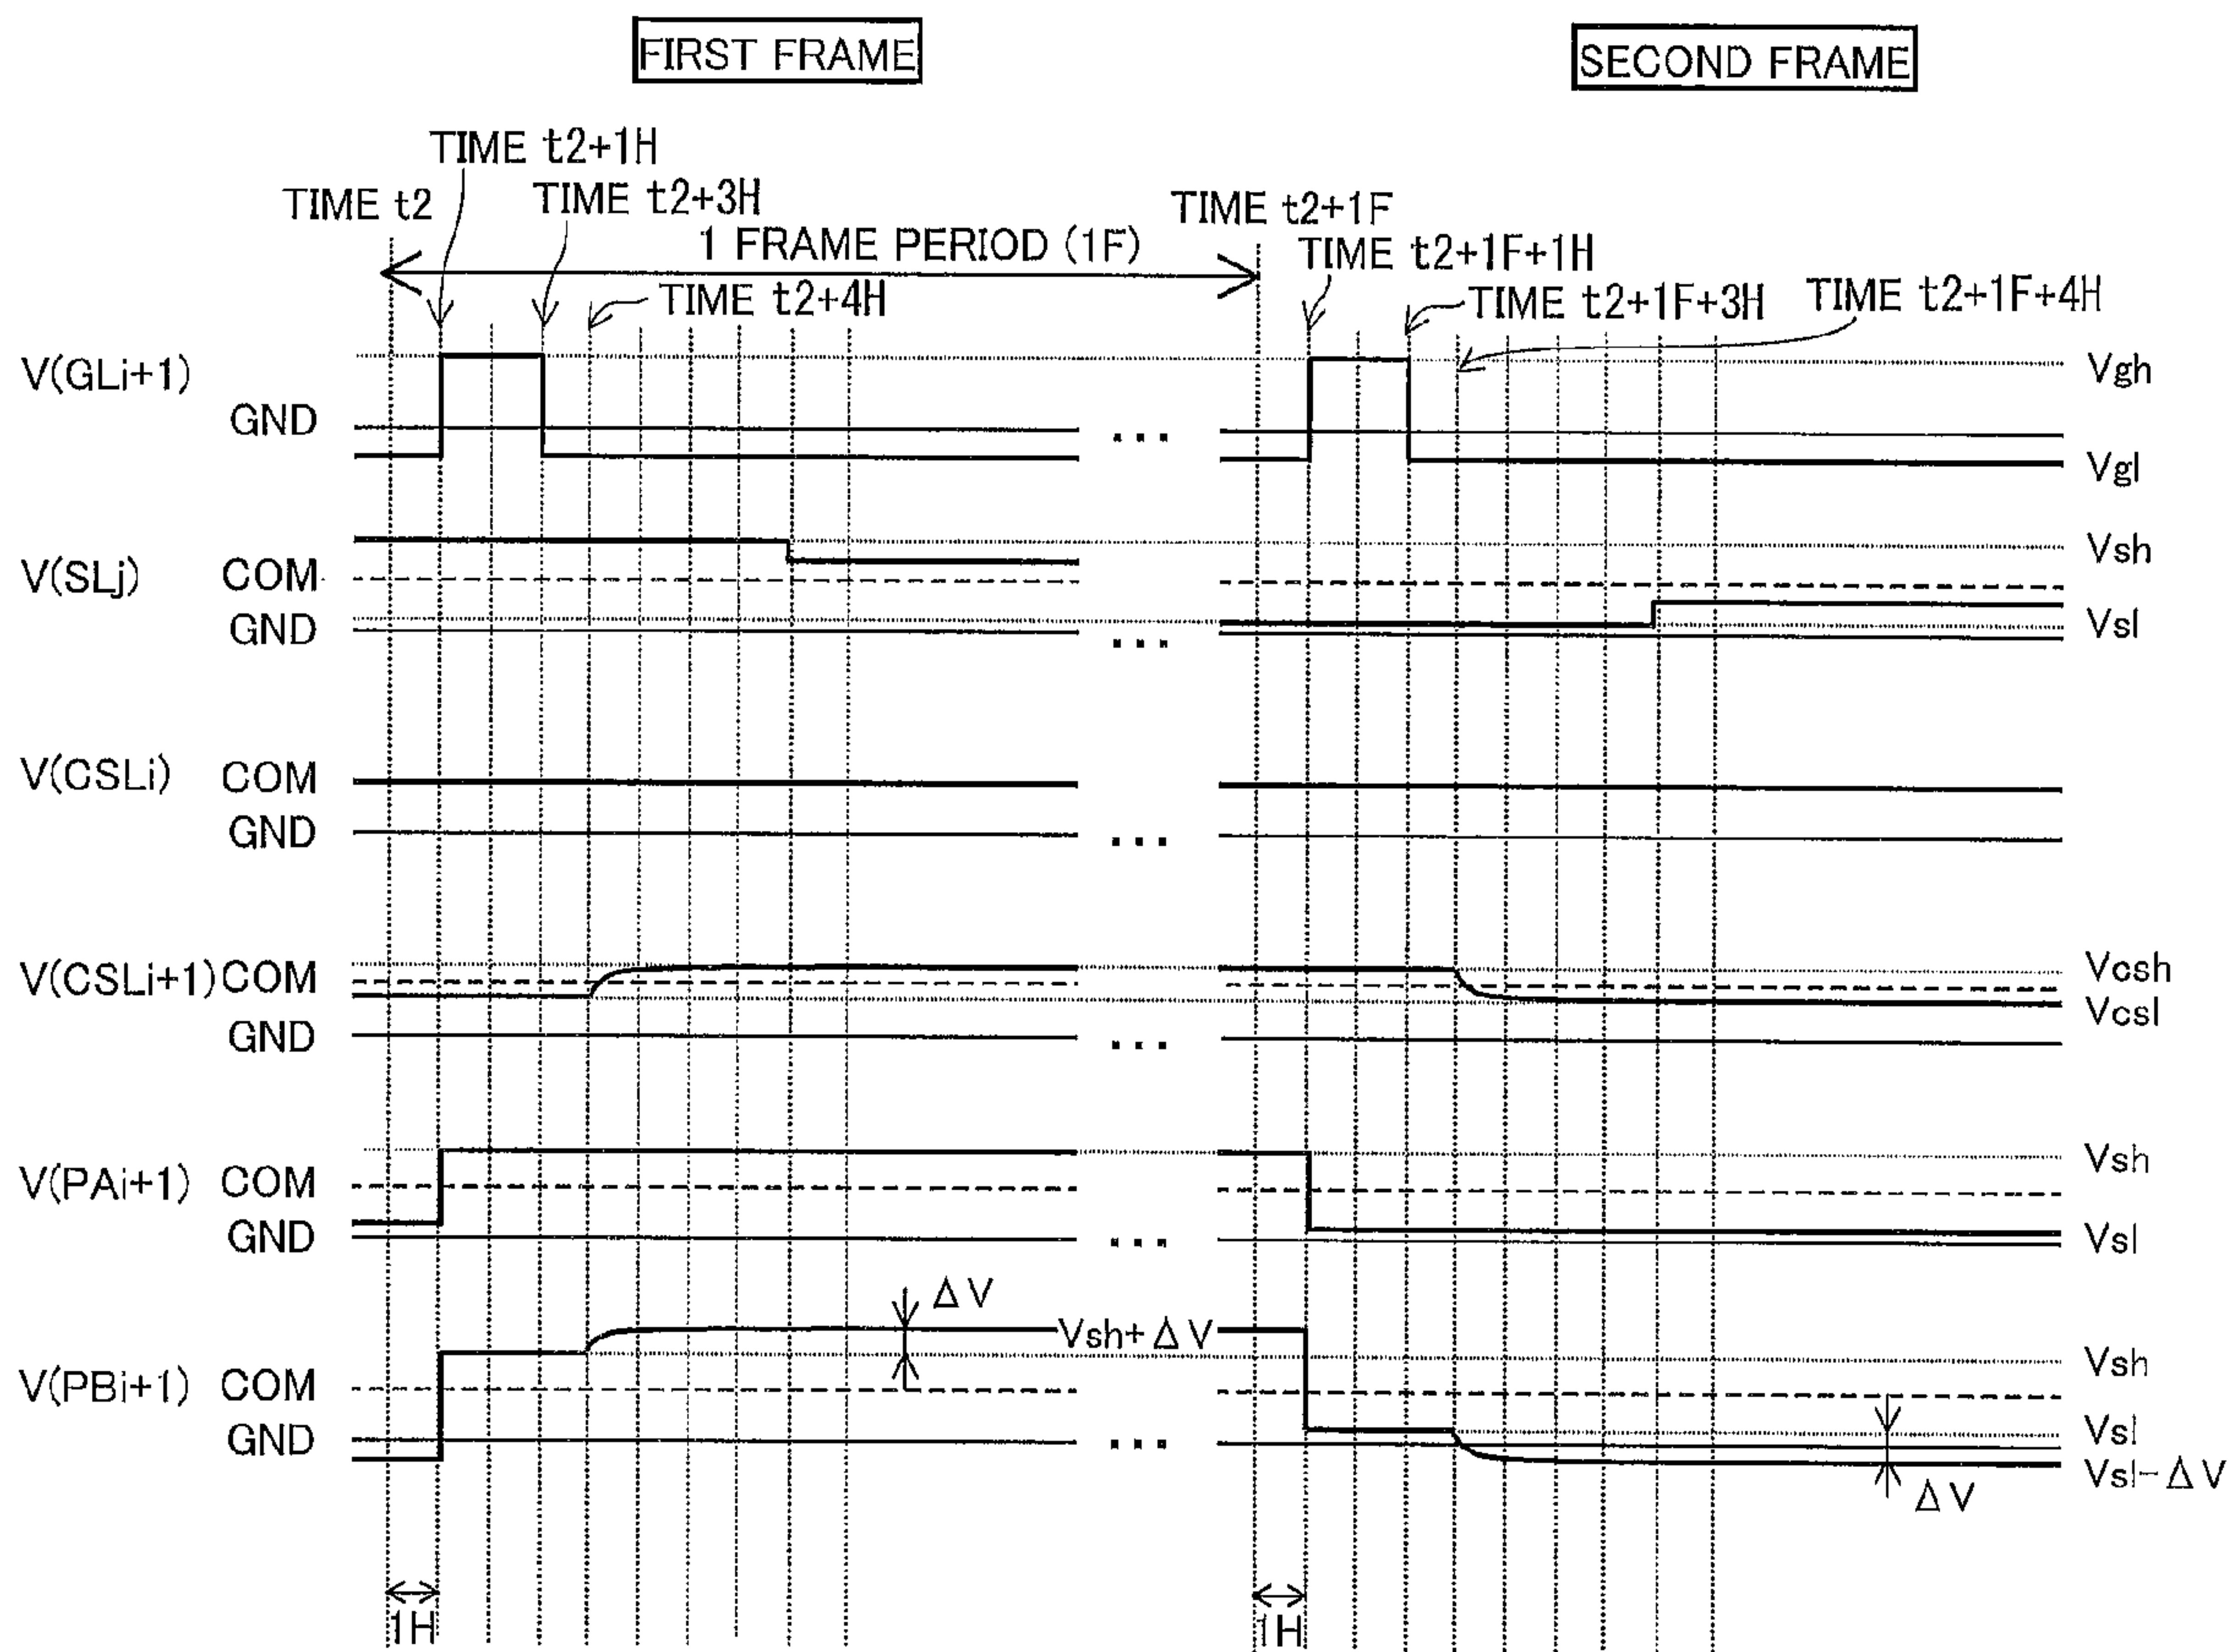 FIRST FRAME
SECOND FRAME
TIME t2+1H
TIME t2
TIME t2+3H
TIME t2+1F
1 FRAME PERIOD (1F)
TIME t2+1F+1H
TIME t2+4H
TIME t2+1F+3H
TIME t2+1F+4H
V(GLi+1)
Vgh
GND
...
Vgl
Vsh
V(SLj)
COM
GND
...
Vsl
V(CSLi)
COM
GND
...
V(CSLi+1)
COM
Vcsh
Vcsl
GND
...
Vsh
V(PAi+1)
COM
GND
...
Vsl
ΔV
Vsh+ΔV
Vsh
V(PBi+1)
COM
GND
...
Vsl
Vsl-ΔV
ΔV
1H
1H